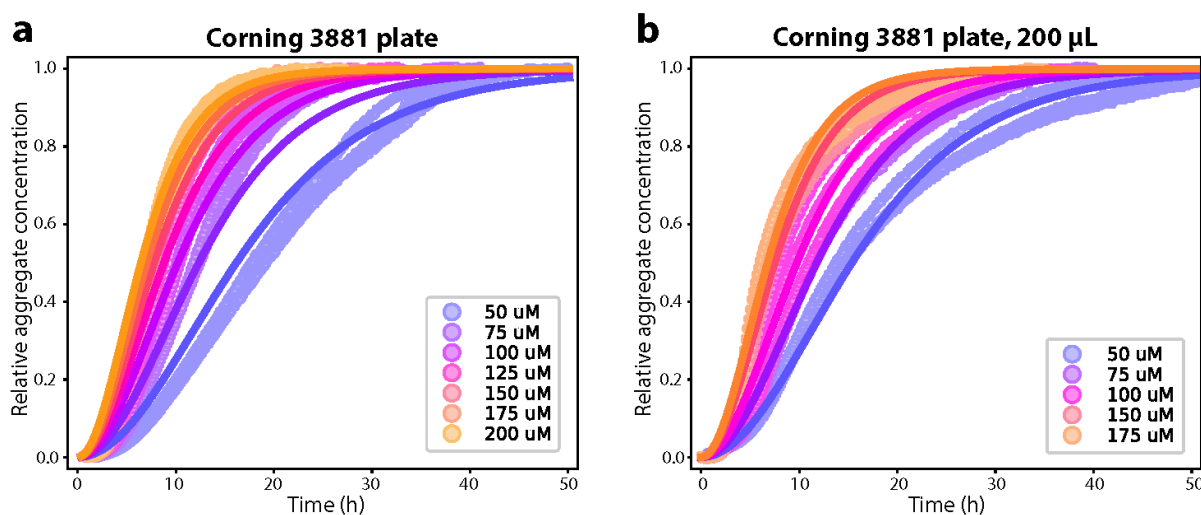 a
Corning 3881 plate
Relative aggregate concentration
1.0
0.8
0.6
0.4
0.2
0.0
50 uM
75 uM
100 uM
125 uM
150 uM
175 uM
200 uM
0
10
20
30
40
50
Time (h)
b
Corning 3881 plate, 200 µL
Relative aggregate concentration
1.0
0.8
0.6
0.4
0.2
0.0
50 uM
75 uM
100 uM
150 uM
175 uM
0
10
20
30
40
50
Time (h)